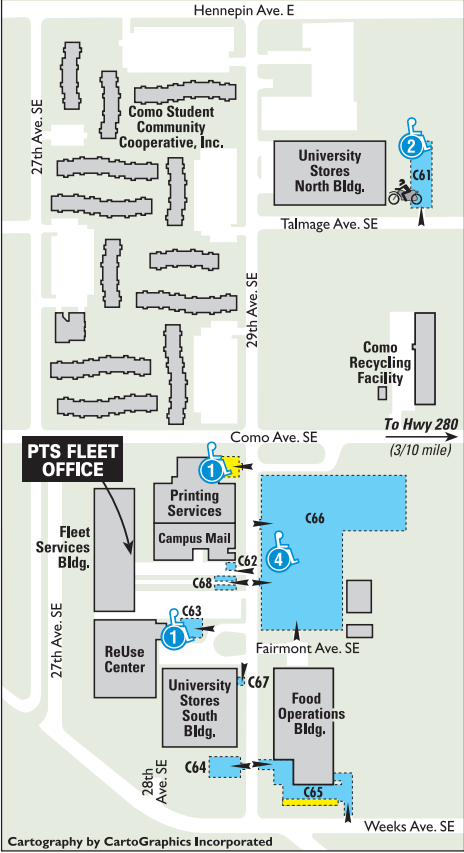 Hennepin Ave. E
27th Ave. SE
Como Student
Community
Cooperative, Inc.
2
University
Stores
North Bldg.
C61
Talmage Ave. SE
29th Ave. SE
Como
Recycling
Facility
To Hwy 280
(3/10 mile)
Como Ave. SE
PTS FLEET
OFFICE
1
Printing
Services
C66
Campus Mail
Fleet
Services
Bldg.
4
C62
C68
C63
1
27th Ave. SE
ReUse
Center
Fairmont Ave. SE
C67
University
Stores
South
Bldg.
Food
Operations
Bldg.
28th
Ave. SE
C64
C65
Weeks Ave. SE
Cartography by CartoGraphics Incorporated